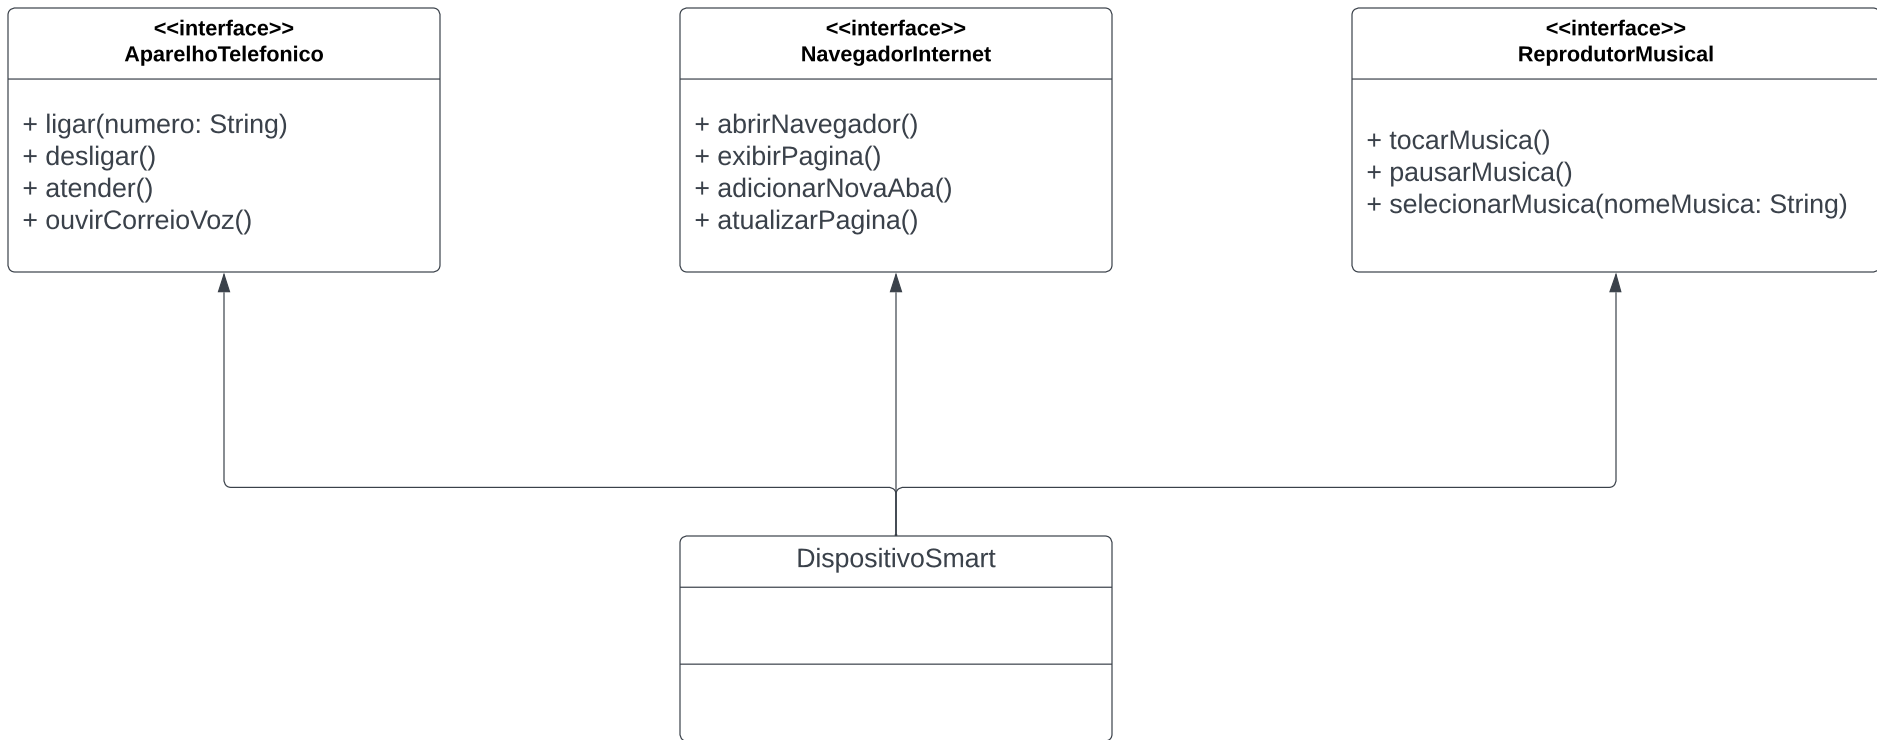 <<interface>>
AparelhoTelefonico
+ ligar(numero: String)
+ desligar()
+ atender()
+ ouvirCorreioVoz()
<<interface>>
NavegadorInternet
+ abrirNavegador()
+ exibirPagina()
+ adicionarNovaAba()
+ atualizarPagina()
<<interface>>
ReprodutorMusical
+ tocarMusica()
+ pausarMusica()
+ selecionarMusica(nomeMusica: String)
DispositivoSmart